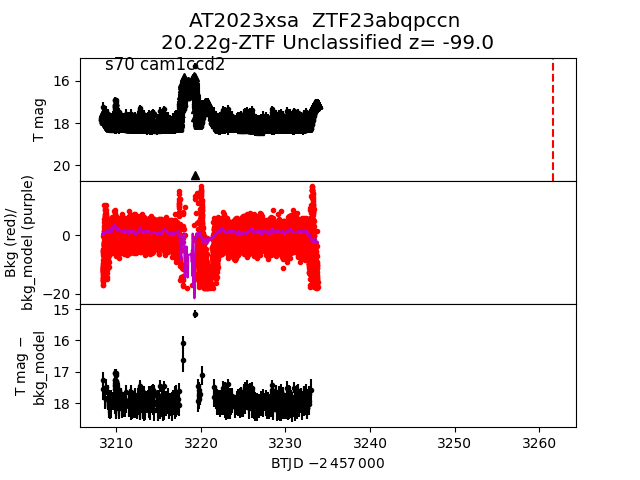 AT2023xsa ZTF23abqpccn
20.22g-ZTF Unclassified z= -99.0
s70 cam1ccd2
16
18
20
T mag
0
−20
Bkg (red)/
bkg_model (purple)
15
16
17
18
T mag −
bkg_model
3210 3220 3230 3240 3250 3260
BTJD −2 457 000